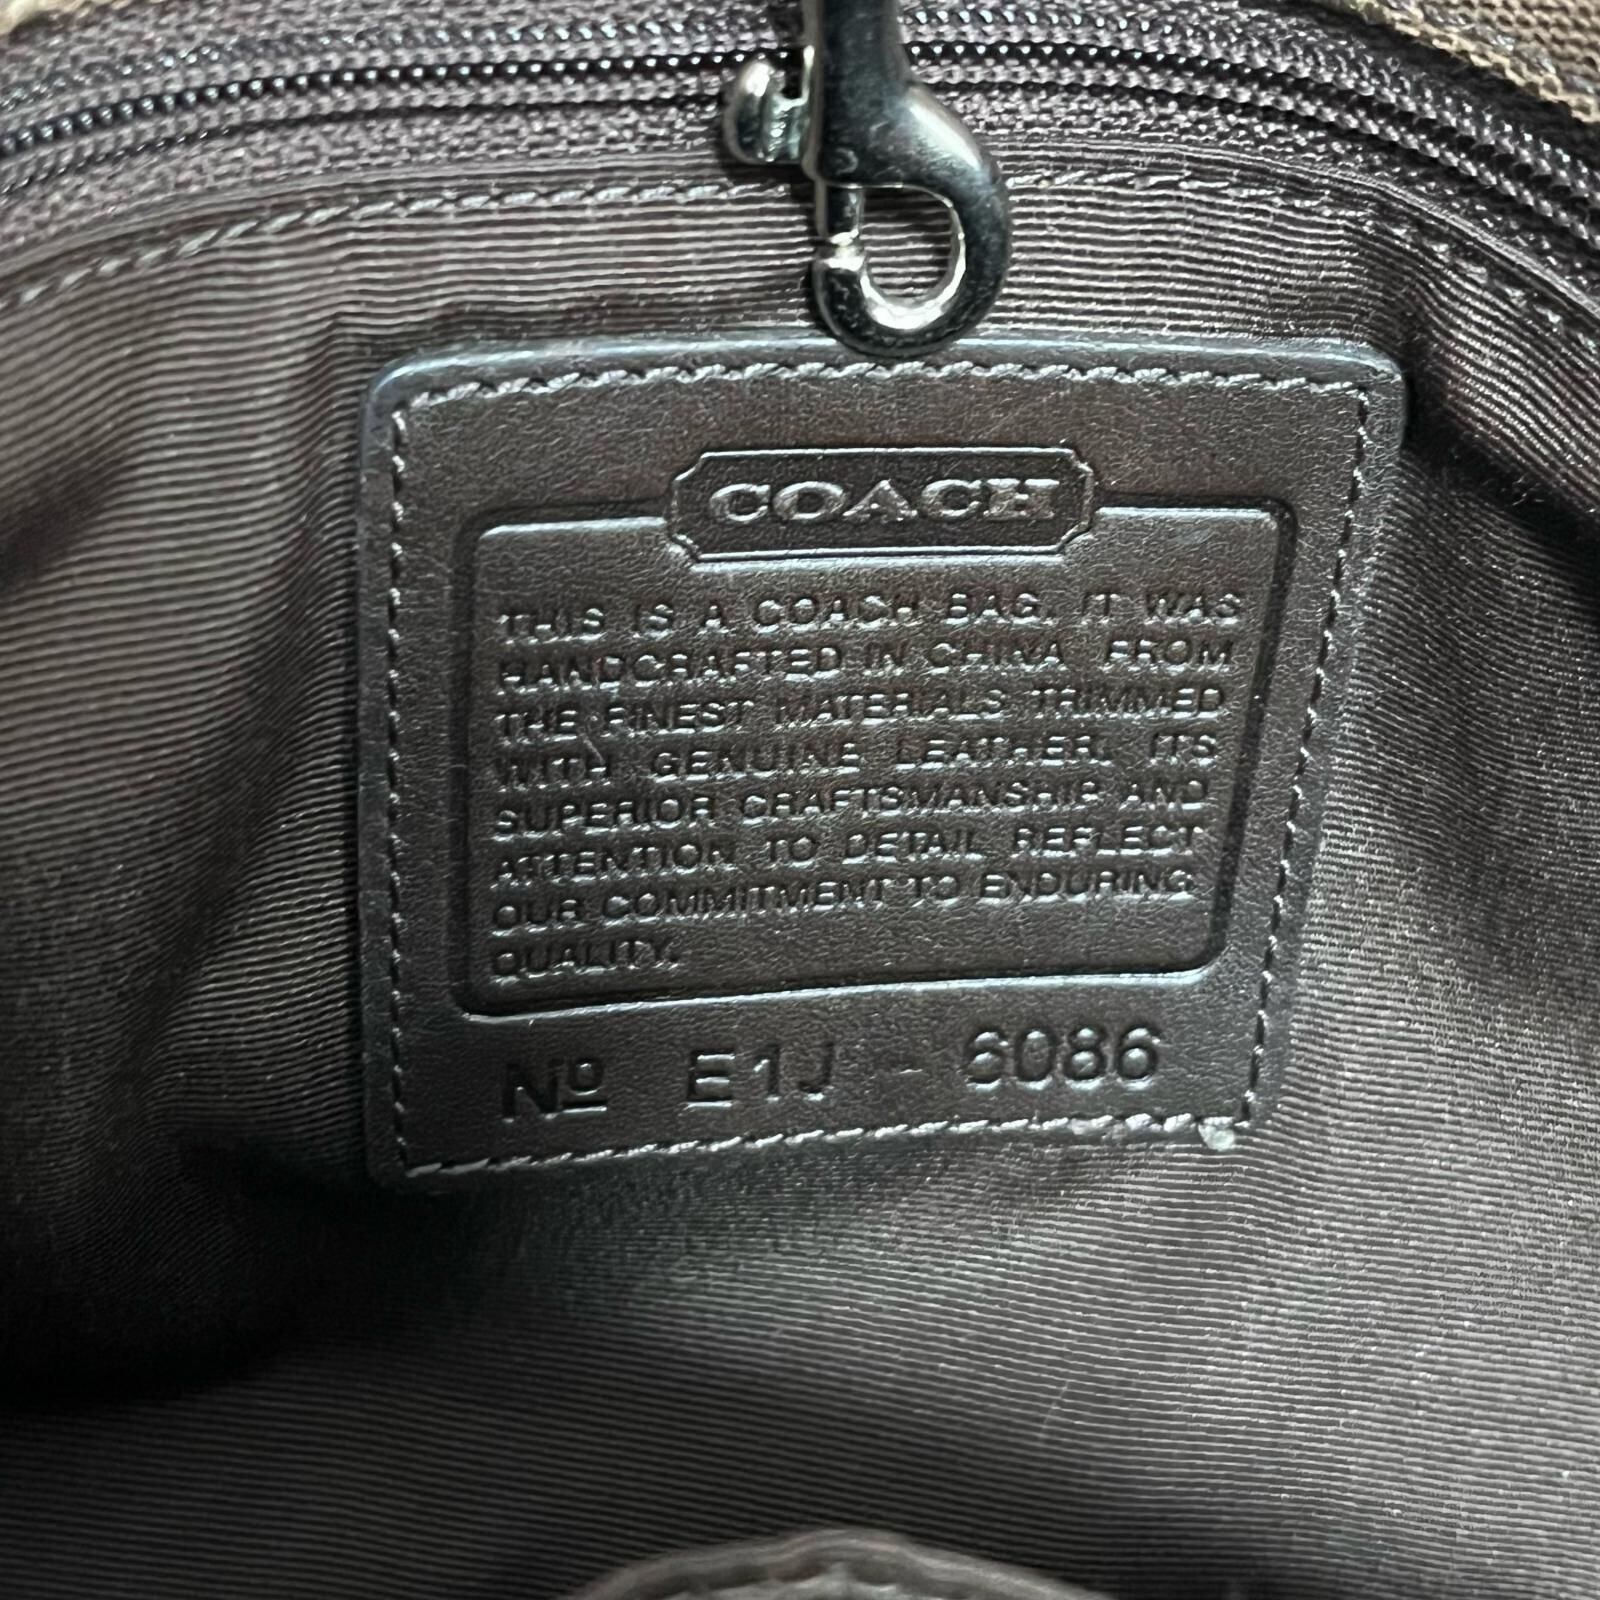 COACH
THIS IS A COACH BAG. IT WAS
HANDCRAFTED IN CHINA FROM
THE FINEST MATERIALS TRIMMED
WITH GENUINE LEATHER. ITS
SUPERIOR CRAFTSMANSHIP AND
ATTENTION TO DETAIL REFLECT
OUR COMMITMENT TO ENDURING
QUALITY.
Nº E1J - 6086